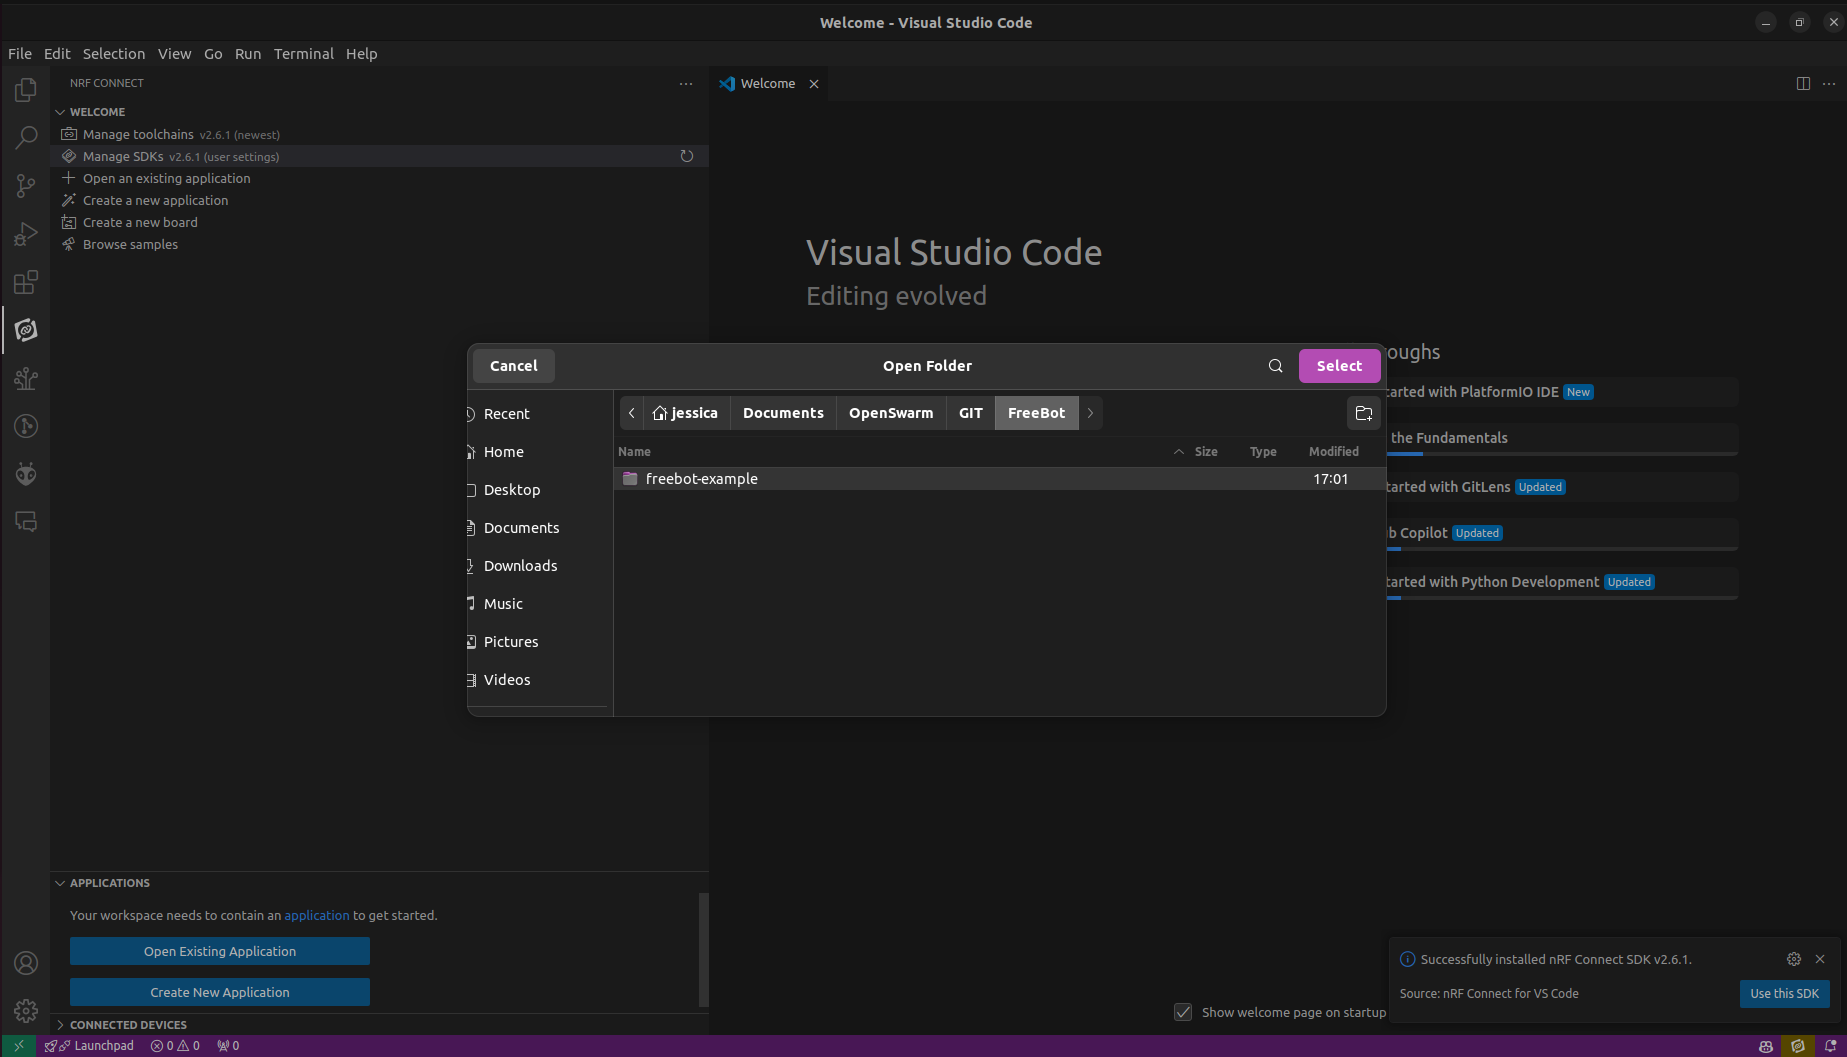 Welcome - Visual Studio Code
File Edit Selection View Go Run Terminal Help
NRF CONNECT
WELCOME
Manage toolchains v2.6.1 (newest)
Manage SDKs v2.6.1 (user settings)
Open an existing application
Create a new application
Create a new board
Browse samples
Welcome
Visual Studio Code
Editing evolved
oughs
tarted with PlatformIO IDE New
the Fundamentals
tarted with GitLens Updated
b Copilot Updated
tarted with Python Development Updated
Cancel Open Folder Select
Recent
Home
Desktop
Documents
Downloads
Music
Pictures
Videos
jessica Documents OpenSwarm GIT FreeBot
Name Size Type Modified
freebot-example 17:01
APPLICATIONS
Your workspace needs to contain an application to get started.
Open Existing Application
Create New Application
CONNECTED DEVICES
Show welcome page on startup
Successfully installed nRF Connect SDK v2.6.1.
Source: nRF Connect for VS Code Use this SDK
Launchpad 0 0 0